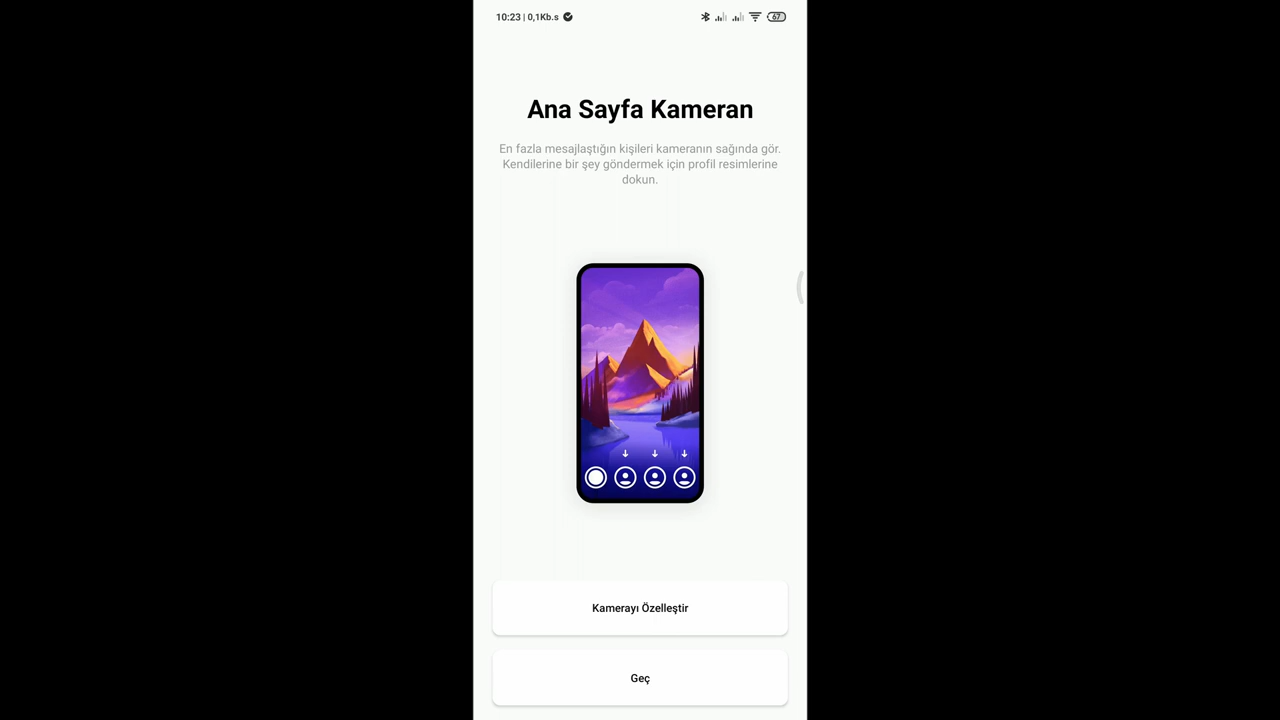 10:23 | 0,1Kb.s
67
Ana Sayfa Kameran
En fazla mesajlaştığın kişileri kameranın sağında gör.
Kendilerine bir şey göndermek için profil resimlerine
dokun.
Kamerayı Özelleştir
Geç